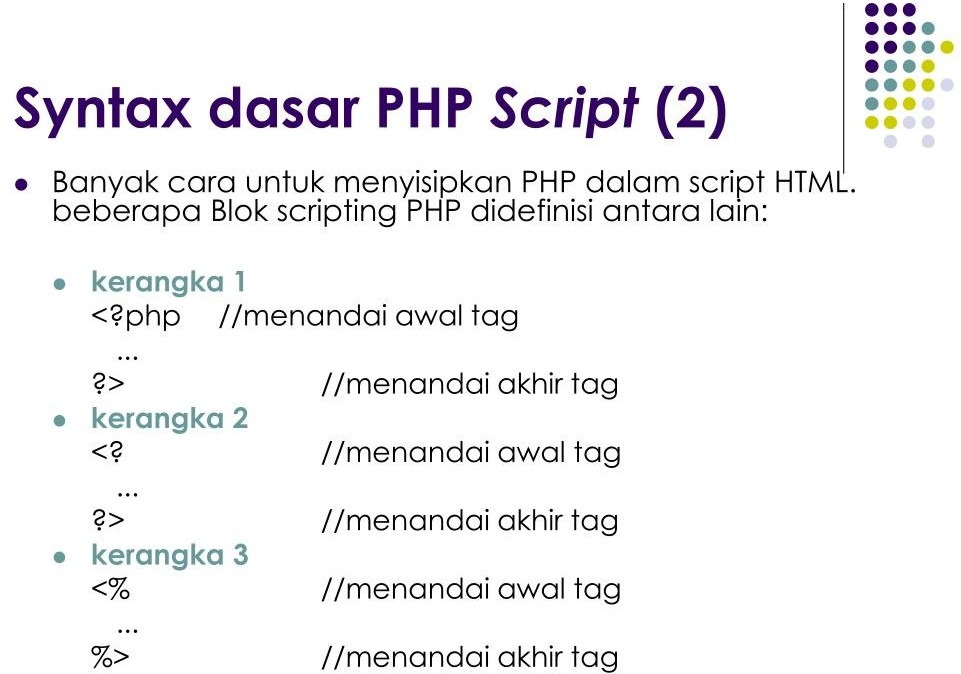 Syntax dasar PHP Script (2)
Banyak cara untuk menyisipkan PHP dalam script HTML.
beberapa Blok scripting PHP didefinisi antara lain:
kerangka 1
<?php //menandai awal tag
...
?> //menandai akhir tag
kerangka 2
<? //menandai awal tag
...
?> //menandai akhir tag
kerangka 3
<% //menandai awal tag
...
%> //menandai akhir tag